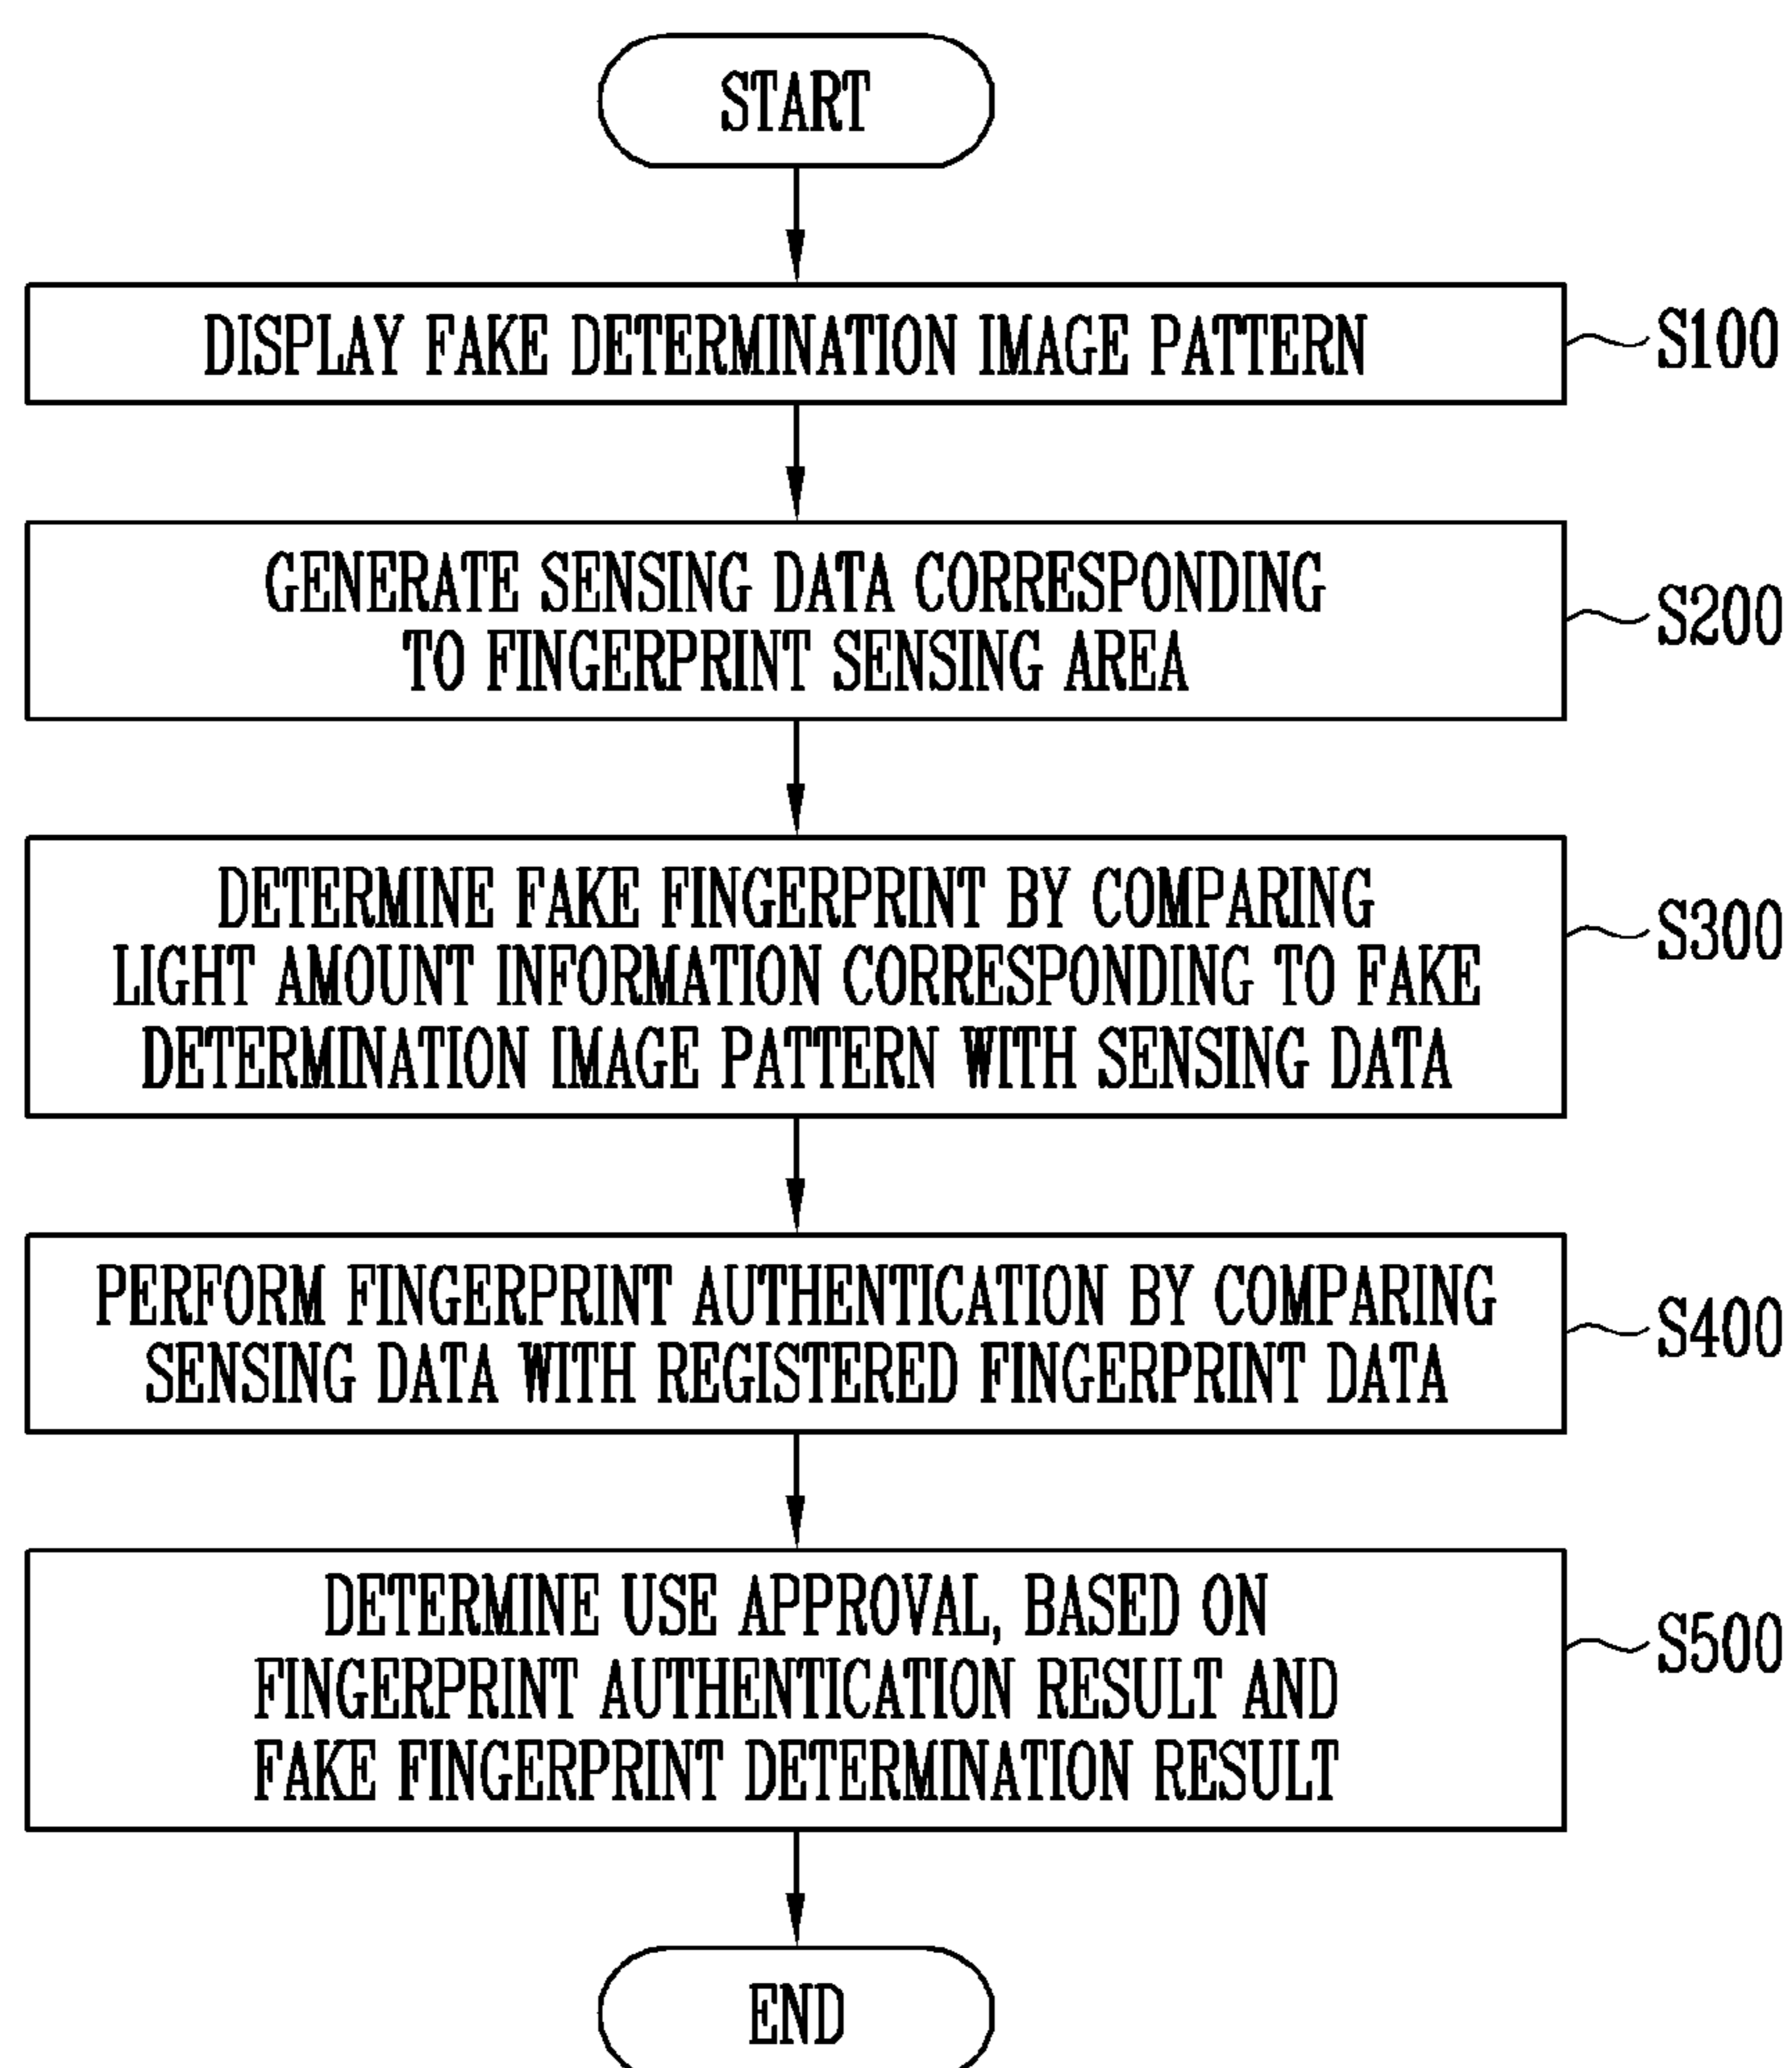 START
DISPLAY FAKE DETERMINATION IMAGE PATTERN
S100
GENERATE SENSING DATA CORRESPONDING
TO FINGERPRINT SENSING AREA
S200
DETERMINE FAKE FINGERPRINT BY COMPARING
LIGHT AMOUNT INFORMATION CORRESPONDING TO FAKE
DETERMINATION IMAGE PATTERN WITH SENSING DATA
S300
PERFORM FINGERPRINT AUTHENTICATION BY COMPARING
SENSING DATA WITH REGISTERED FINGERPRINT DATA
S400
DETERMINE USE APPROVAL, BASED ON
FINGERPRINT AUTHENTICATION RESULT AND
FAKE FINGERPRINT DETERMINATION RESULT
S500
END